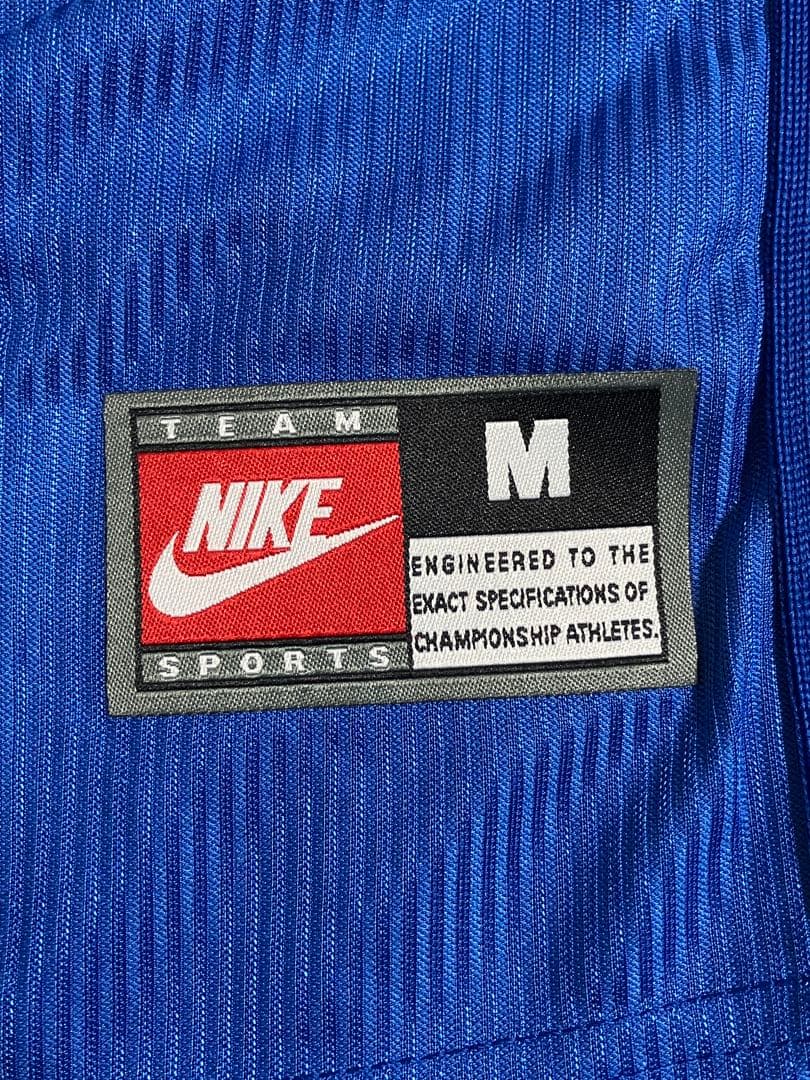 TEAM
NIKE
SPORTS
M
ENGINEERED TO THE
EXACT SPECIFICATIONS OF
CHAMPIONSHIP ATHLETES.